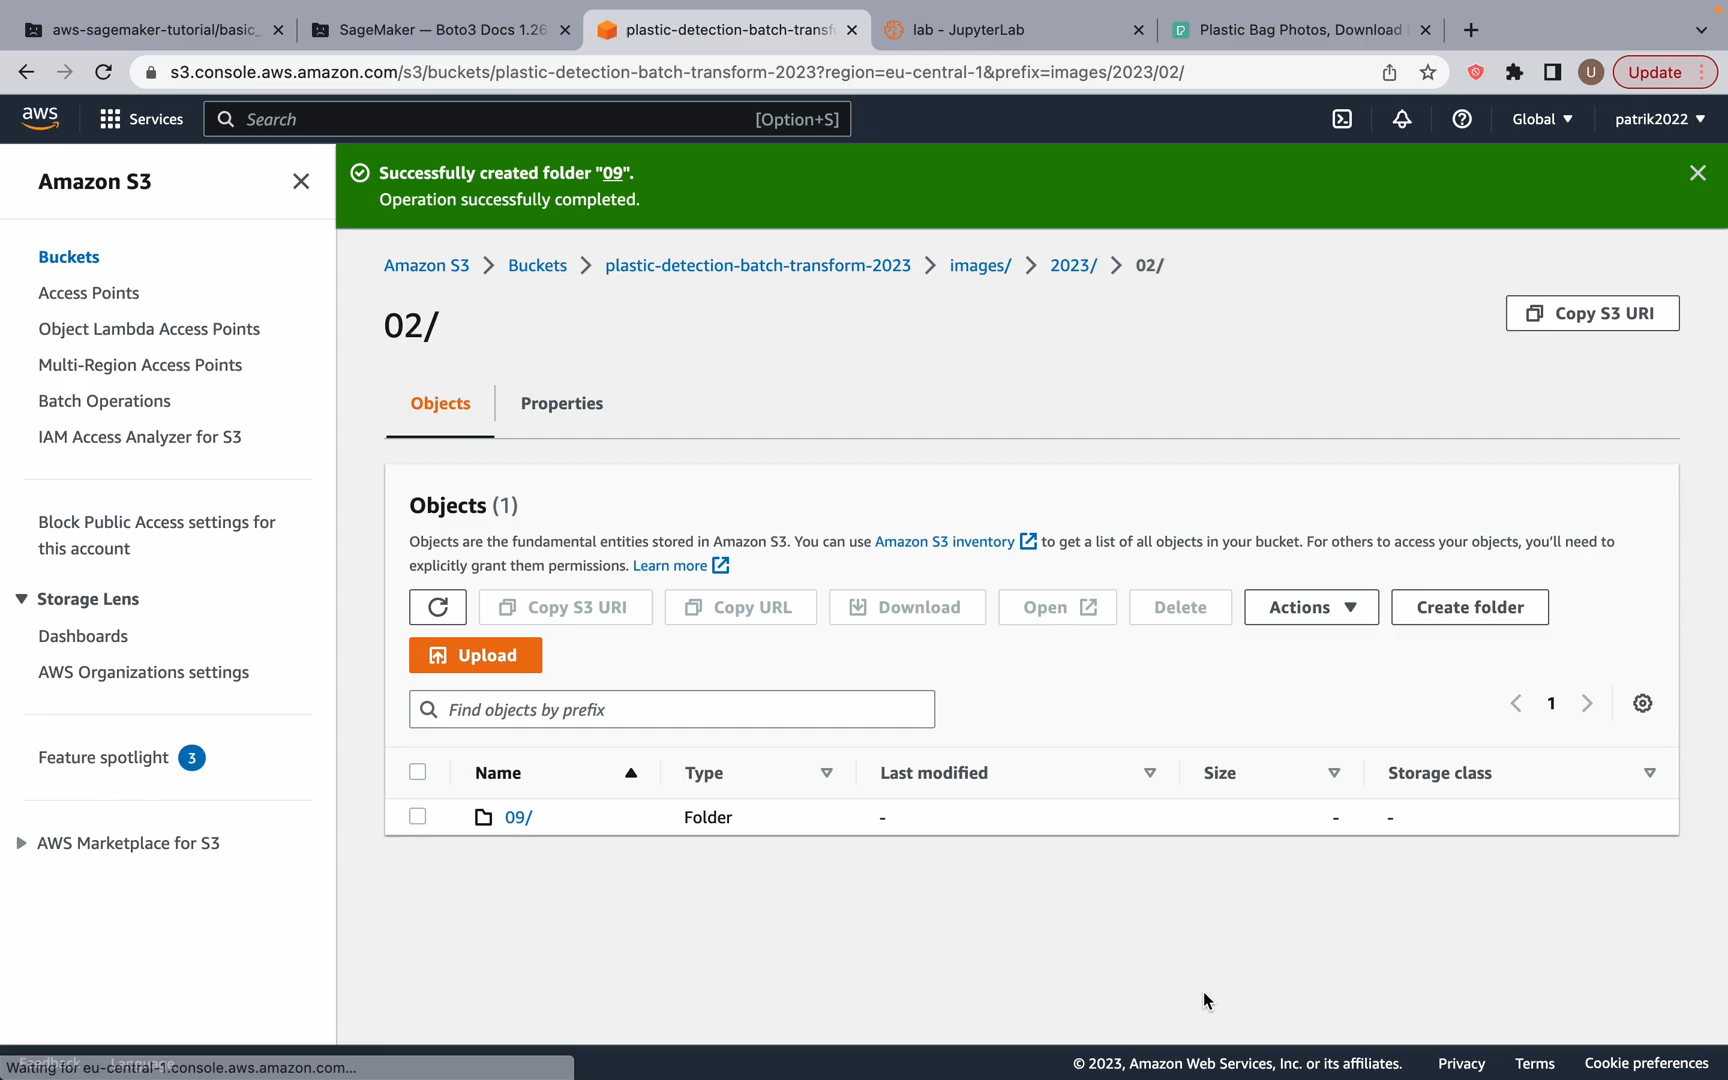 aws-sagemaker-tutorial/basic_
SageMaker — Boto3 Docs 1.26
plastic-detection-batch-transf
lab - JupyterLab
Plastic Bag Photos, Download
s3.console.aws.amazon.com/s3/buckets/plastic-detection-batch-transform-2023?region=eu-central-1&prefix=images/2023/02/
U
Update
aws
Services
Search
[Option+S]
Global
patrik2022
Amazon S3
Buckets
Access Points
Object Lambda Access Points
Multi-Region Access Points
Batch Operations
IAM Access Analyzer for S3
Block Public Access settings for
this account
Storage Lens
Dashboards
AWS Organizations settings
Feature spotlight 3
AWS Marketplace for S3
Successfully created folder "09".
Operation successfully completed.
Amazon S3 > Buckets > plastic-detection-batch-transform-2023 > images/ > 2023/ > 02/
02/
Copy S3 URI
Objects
Properties
Objects (1)
Objects are the fundamental entities stored in Amazon S3. You can use Amazon S3 inventory to get a list of all objects in your bucket. For others to access your objects, you'll need to
explicitly grant them permissions. Learn more
Copy S3 URI
Copy URL
Download
Open
Delete
Actions
Create folder
Upload
Find objects by prefix
1
Name
Type
Last modified
Size
Storage class
09/
Folder
-
-
-
Feedback
Language
Waiting for eu-central-1.console.aws.amazon.com...
© 2023, Amazon Web Services, Inc. or its affiliates.
Privacy
Terms
Cookie preferences